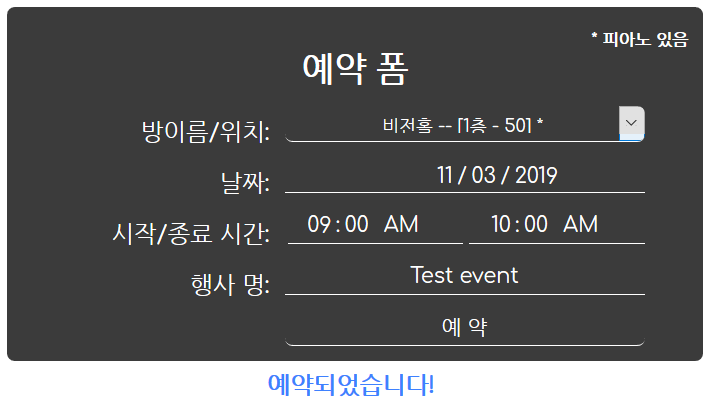 * 피아노 있음
예약 폼
방이름/위치: 비전홈 -- [1층 - 50] *
날짜: 11 / 03 / 2019
시작/종료 시간: 09 : 00 AM 10 : 00 AM
행사 명: Test event
예 약
예약되었습니다!